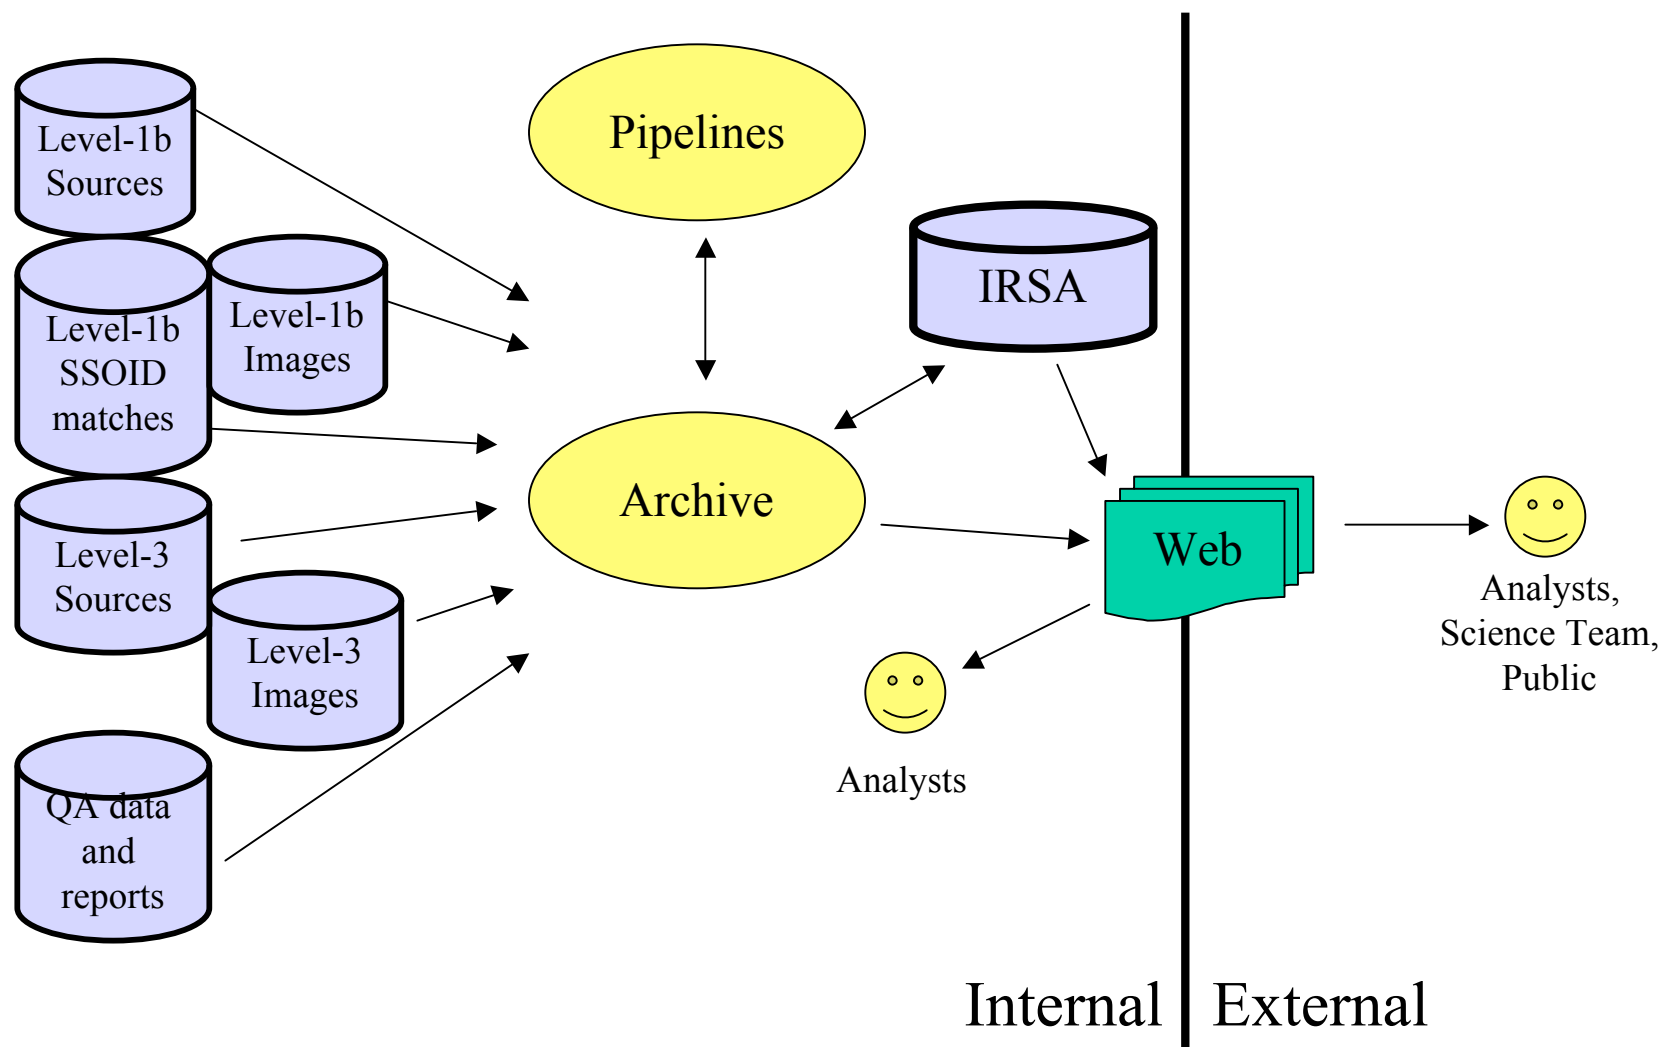 Level-1b
Sources
Pipelines
IRSA
Level-1b
SSOID
matches
Level-1b
Images
Archive
Web
Level-3
Sources
Level-3
Images
Analysts,
Science Team,
Public
Analysts
QA data
and
reports
Internal
External